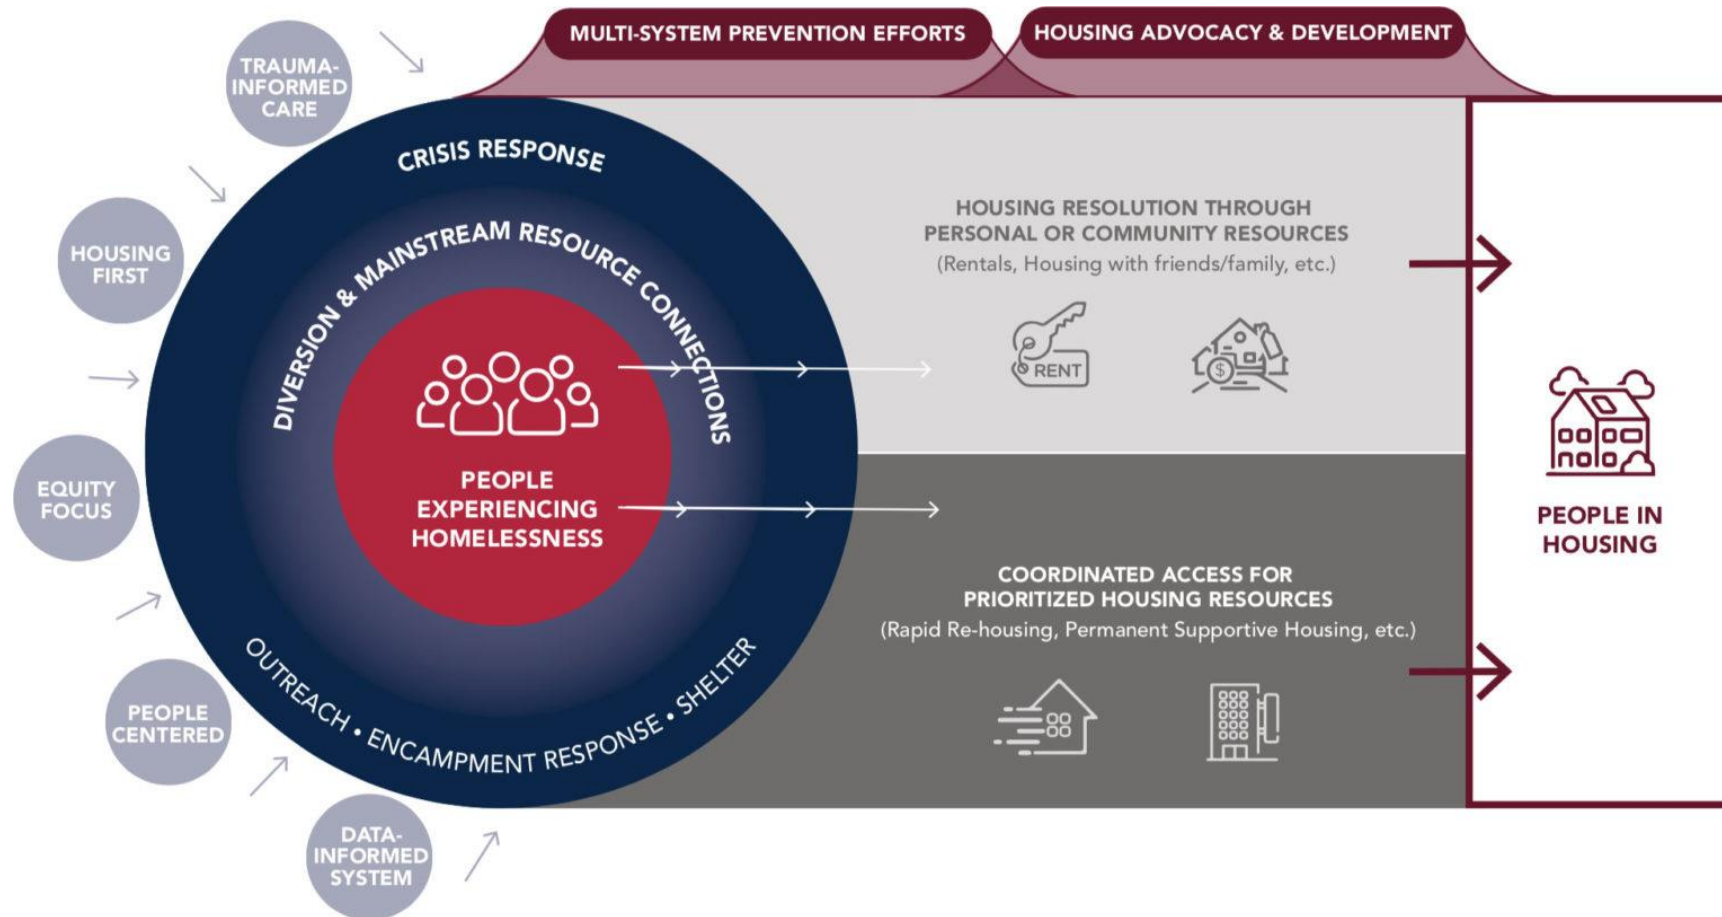 MULTI-SYSTEM PREVENTION EFFORTS
HOUSING ADVOCACY & DEVELOPMENT
TRAUMA-
INFORMED
CARE
HOUSING
FIRST
EQUITY
FOCUS
PEOPLE
CENTERED
DATA-
INFORMED
SYSTEM
CRISIS RESPONSE
DIVERSION & MAINSTREAM RESOURCE CONNECTIONS
PEOPLE
EXPERIENCING
HOMELESSNESS
OUTREACH • ENCAMPMENT RESPONSE • SHELTER
HOUSING RESOLUTION THROUGH
PERSONAL OR COMMUNITY RESOURCES
(Rentals, Housing with friends/family, etc.)
RENT
$
COORDINATED ACCESS FOR
PRIORITIZED HOUSING RESOURCES
(Rapid Re-housing, Permanent Supportive Housing, etc.)
PEOPLE IN
HOUSING